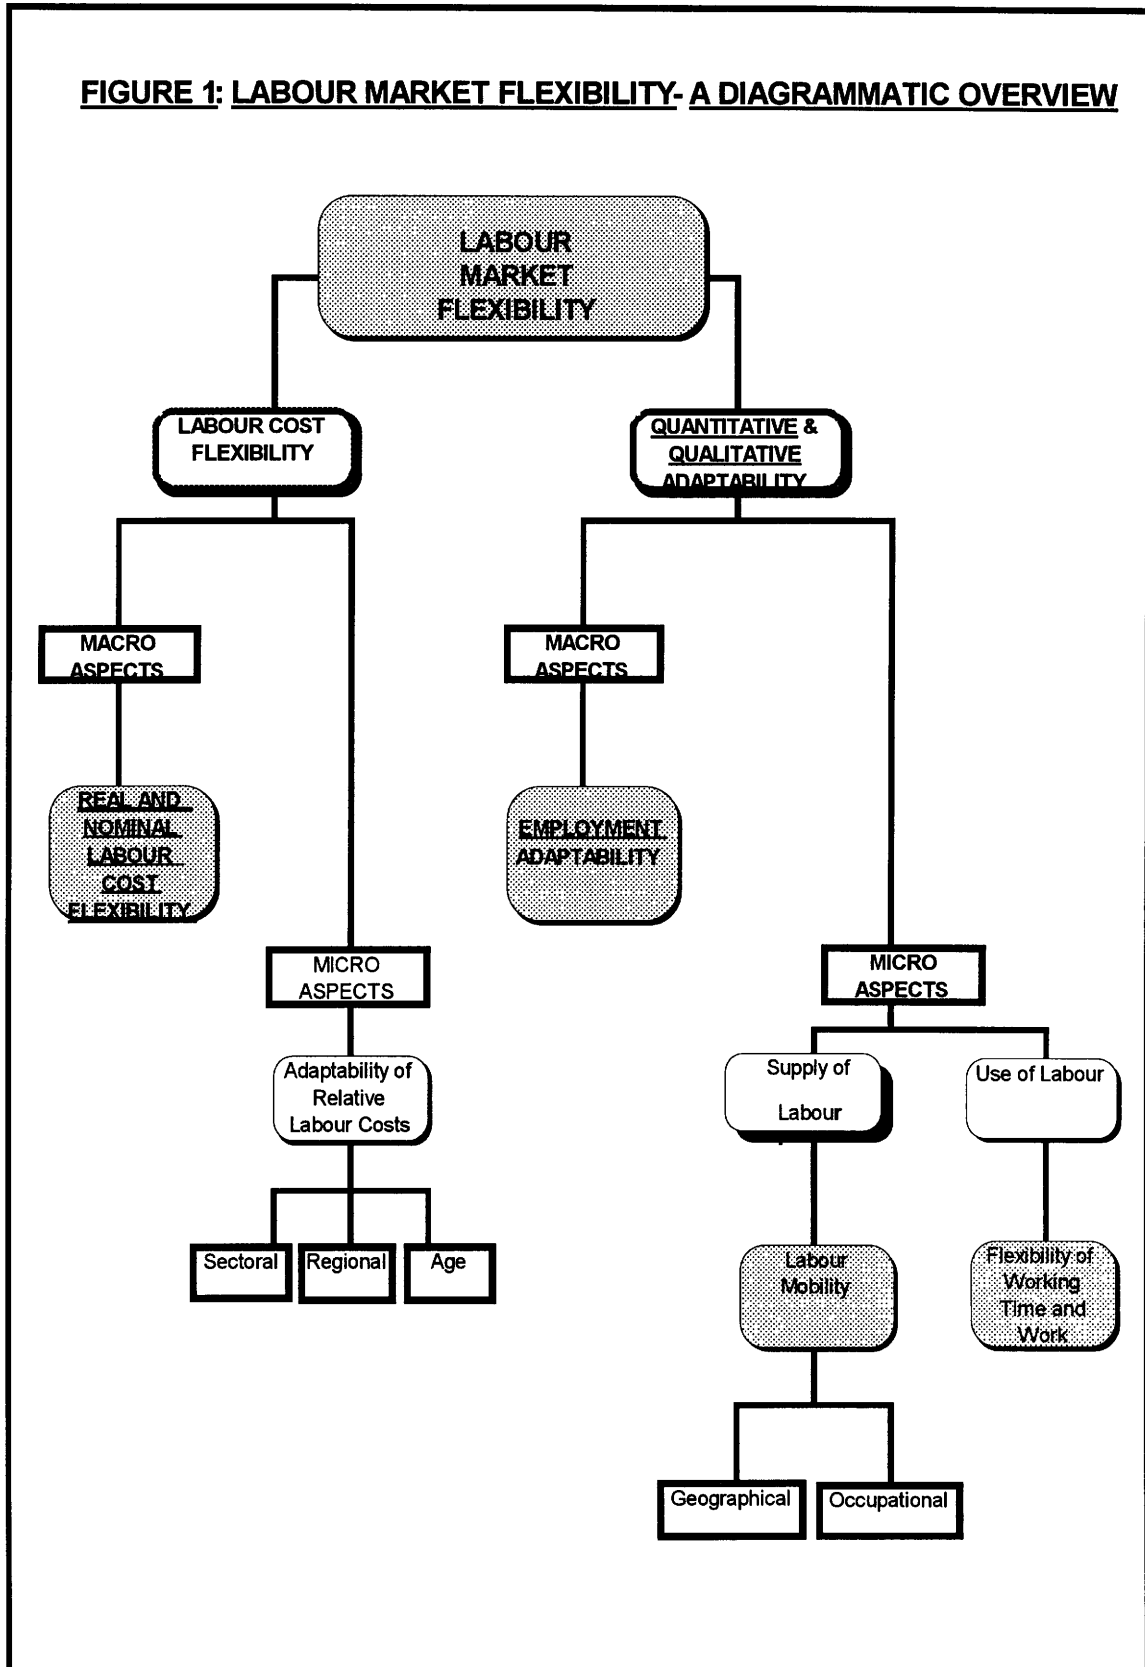 FIGURE 1: LABOUR MARKET FLEXIBILITY- A DIAGRAMMATIC OVERVIEW
LABOUR
MARKET
FLEXIBILITY
LABOUR COST
FLEXIBILITY
QUANTITATIVE &
QUALITATIVE
ADAPTABILITY
MACRO
ASPECTS
MACRO
ASPECTS
REAL AND
NOMINAL
LABOUR
COST
FLEXIBILITY
EMPLOYMENT
ADAPTABILITY
MICRO
ASPECTS
MICRO
ASPECTS
Adaptability of
Relative
Labour Costs
Supply of
Labour
Use of Labour
Sectoral
Regional
Age
Labour
Mobility
Flexibility of
Working
Time and
Work
Geographical
Occupational